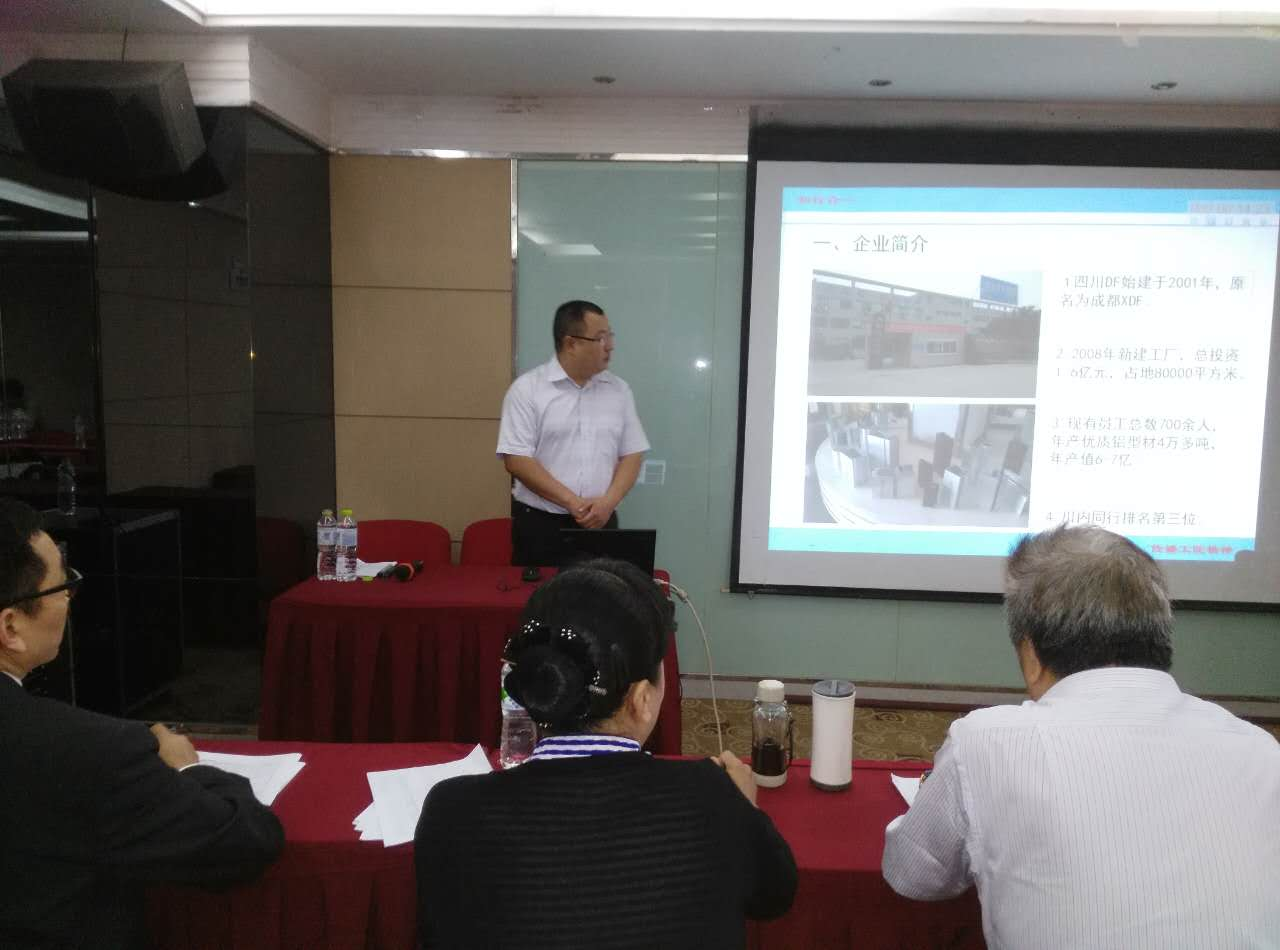 一、企业简介
1 四川DF始建于2001年，原
名为成都XDF.
2 2008年新建工厂，总投资
1 6亿元，占地80000平方米、
3 现有员工总数700余人，
年产优质铝型材4万多吨，
年产值6-7亿
4 川内同行排名第三位.